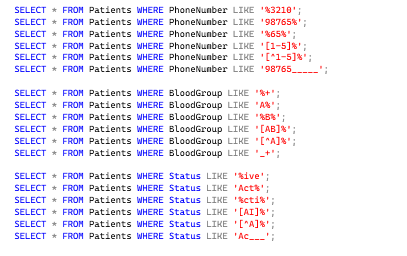 SELECT * FROM Patients WHERE PhoneNumber LIKE '%3210';
SELECT * FROM Patients WHERE PhoneNumber LIKE '98765%';
SELECT * FROM Patients WHERE PhoneNumber LIKE '%65%';
SELECT * FROM Patients WHERE PhoneNumber LIKE '[1-5]%';
SELECT * FROM Patients WHERE PhoneNumber LIKE '[^1-5]%';
SELECT * FROM Patients WHERE PhoneNumber LIKE '98765_____';
SELECT * FROM Patients WHERE BloodGroup LIKE '%+';
SELECT * FROM Patients WHERE BloodGroup LIKE 'A%';
SELECT * FROM Patients WHERE BloodGroup LIKE '%B%';
SELECT * FROM Patients WHERE BloodGroup LIKE '[AB]%';
SELECT * FROM Patients WHERE BloodGroup LIKE '[^A]%';
SELECT * FROM Patients WHERE BloodGroup LIKE '_+';
SELECT * FROM Patients WHERE Status LIKE '%ive';
SELECT * FROM Patients WHERE Status LIKE 'Act%';
SELECT * FROM Patients WHERE Status LIKE '%cti%';
SELECT * FROM Patients WHERE Status LIKE '[AI]%';
SELECT * FROM Patients WHERE Status LIKE '[^A]%';
SELECT * FROM Patients WHERE Status LIKE 'Ac___';